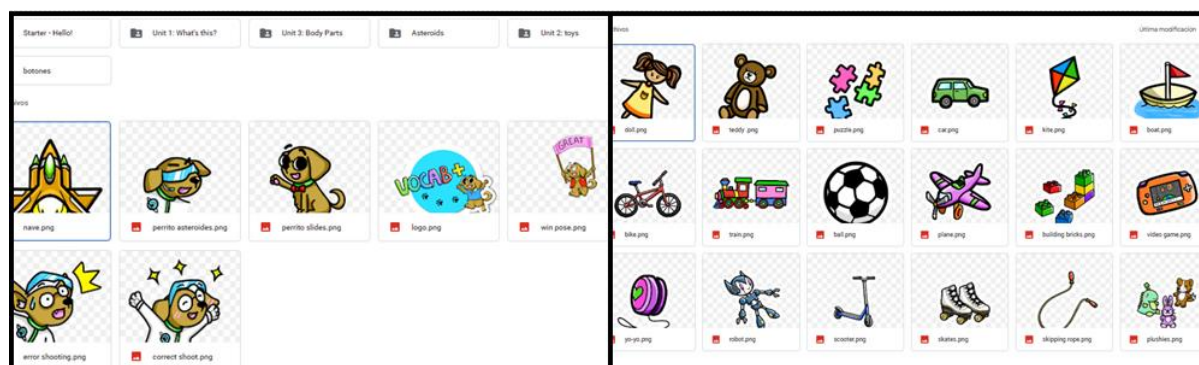 Starter - Hello!
Unit 1: What's this?
Unit 3: Body Parts
Asteroids
Unit 2: toys
botones
ivos
nave.png
perrito asteroides.png
perrito slides.png
VOCAB+
logo.png
GREAT
win pose.png
error shooting.png
correct shoot.png
hivos
Última modificación
doll.png
teddy .png
puzzle.png
car.png
kite.png
boat.png
bike.png
train.png
ball.png
plane.png
building bricks.png
video game.png
yo-yo.png
robot.png
scooter.png
skates.png
skipping rope.png
plushies.png